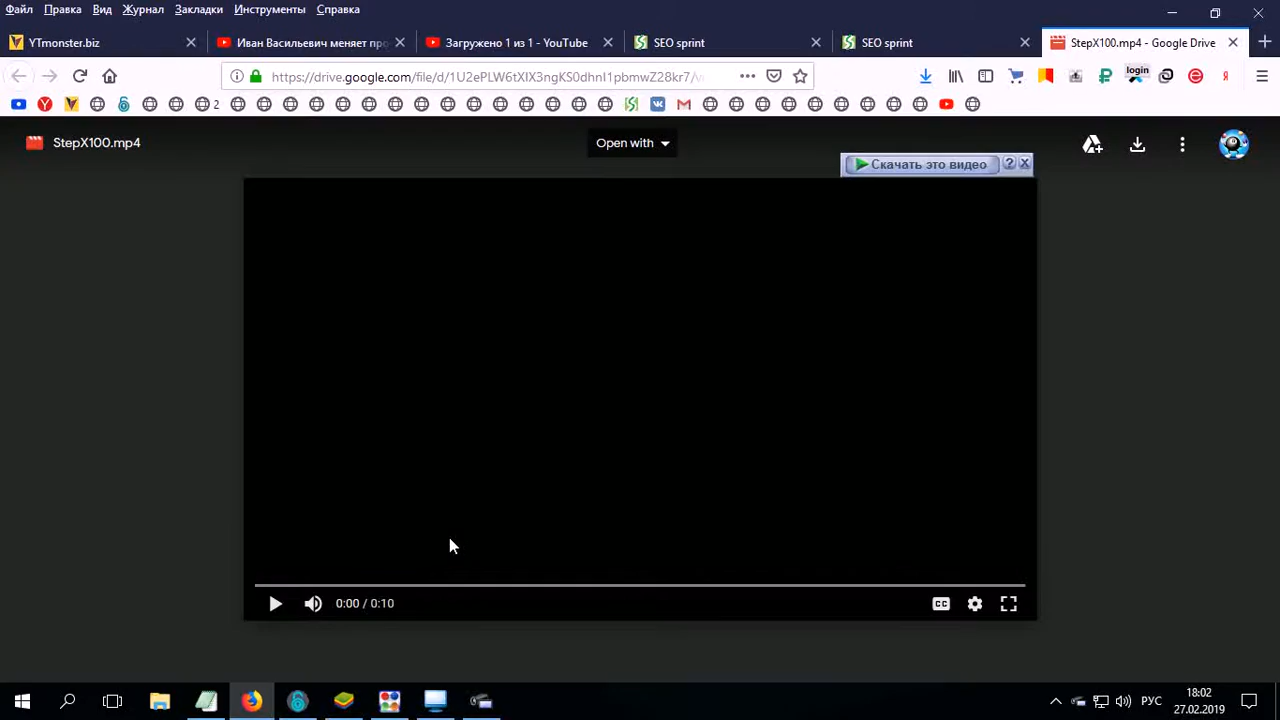 Файл Правка Вид Журнал Закладки Инструменты Справка
YTmonster.biz
Иван Васильевич меняет про
Загружено 1 из 1 - YouTube
SEO sprint
SEO sprint
StepX100.mp4 - Google Drive
https://drive.google.com/file/d/1U2ePLW6tXIX3ngKS0dhnI1pbmwZ28kr7/
login
2
StepX100.mp4
Open with
Скачать это видео
?
0:00 / 0:10
CC
РУС
18:02
27.02.2019